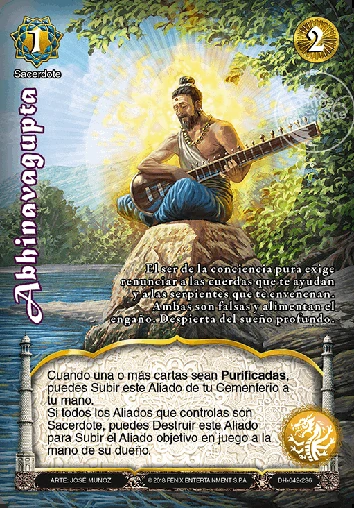 1
2
Sacerdote
Abhinavagupta
El ser de la conciencia pura exige
renunciar a las cuerdas que te ayudan
y a las serpientes que te envenenan.
Ambas son falsas y alimentan el
engaño. Despierta del sueño profundo.
Cuando una o más cartas sean Purificadas,
puedes Subir este Aliado de tu Cementerio a
tu mano.
Si todos los Aliados que controlas son
Sacerdote, puedes Destruir este Aliado
para Subir el Aliado objetivo en juego a la
mano de su dueño.
ARTE: JOSE MUÑOZ
FENIX ENTERTAINMENT S.P.A.